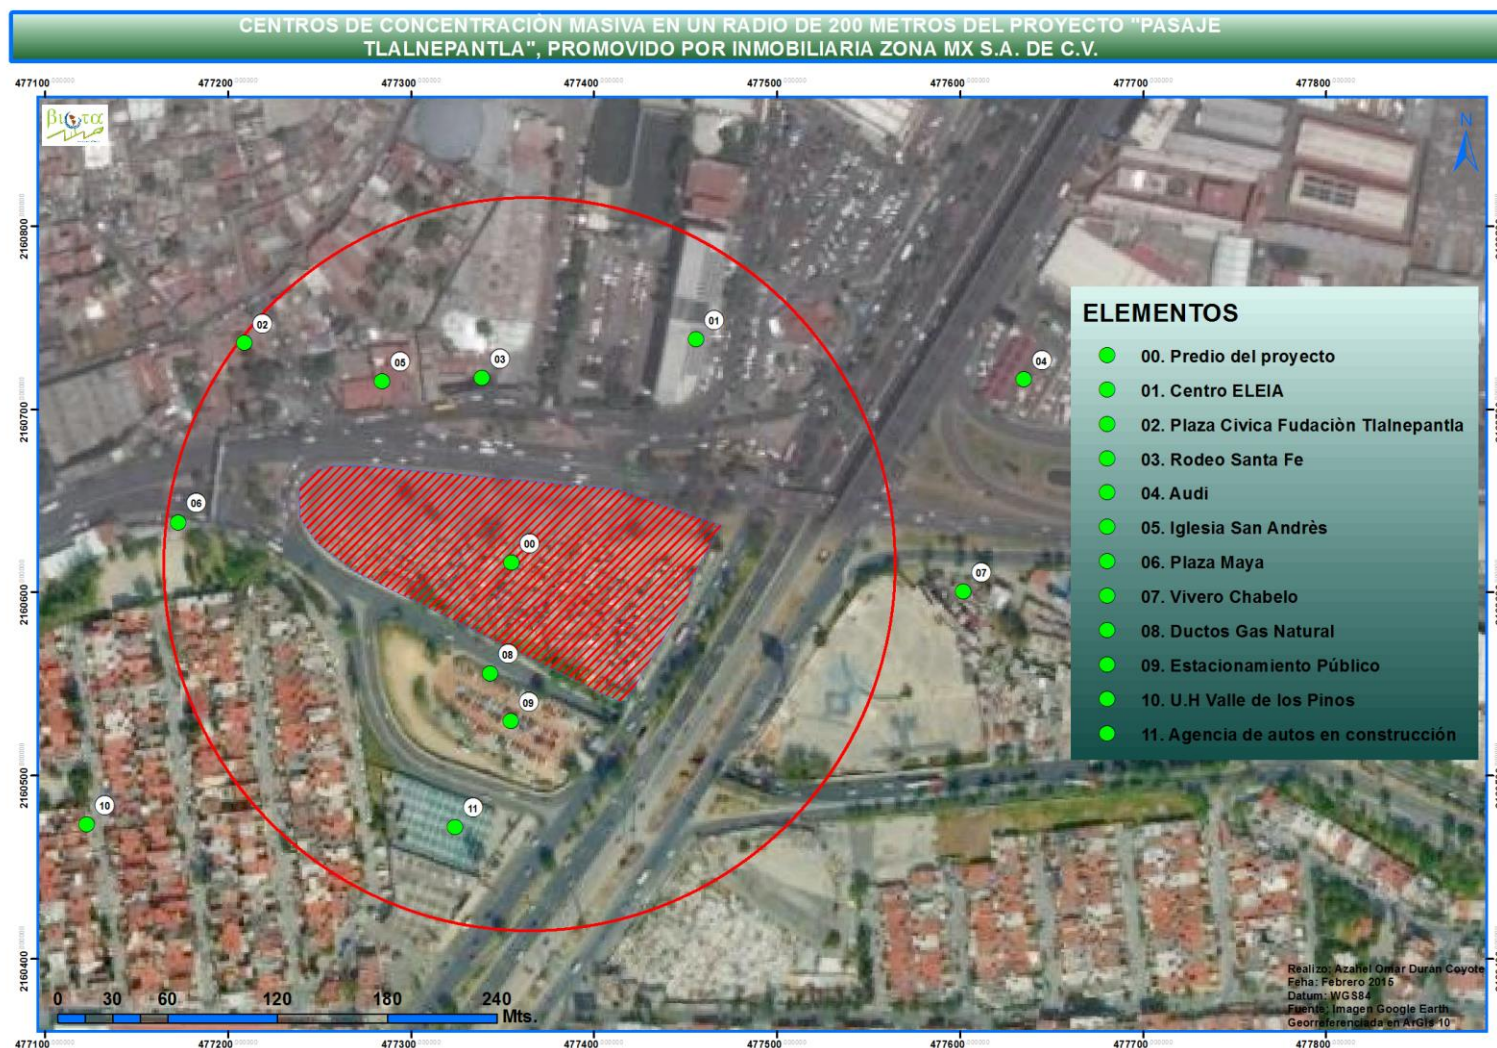 CENTROS DE CONCENTRACIÒN MASIVA EN UN RADIO DE 200 METROS DEL PROYECTO "PASAJE
TLALNEPANTLA", PROMOVIDO POR INMOBILIARIA ZONA MX S.A. DE C.V.
477100 477200 477300 477400 477500 477600 477700 477800
βιοτα
N
2160800
2160700
2160600
2160500
2160400
02
01
05
03
04
06
00
07
08
09
10
11
ELEMENTOS
00. Predio del proyecto
01. Centro ELEIA
02. Plaza Civica Fudaciòn Tlalnepantla
03. Rodeo Santa Fe
04. Audi
05. Iglesia San Andrès
06. Plaza Maya
07. Vivero Chabelo
08. Ductos Gas Natural
09. Estacionamiento Público
10. U.H Valle de los Pinos
11. Agencia de autos en construcción
0 30 60 120 180 240
Mts.
Realizo: Azahel Omar Durán Coyote
Feha: Febrero 2015
Datum: WGS84
Fuente: Imagen Google Earth
Georreferenciada en ArGis 10
477100 477200 477300 477400 477500 477600 477700 477800